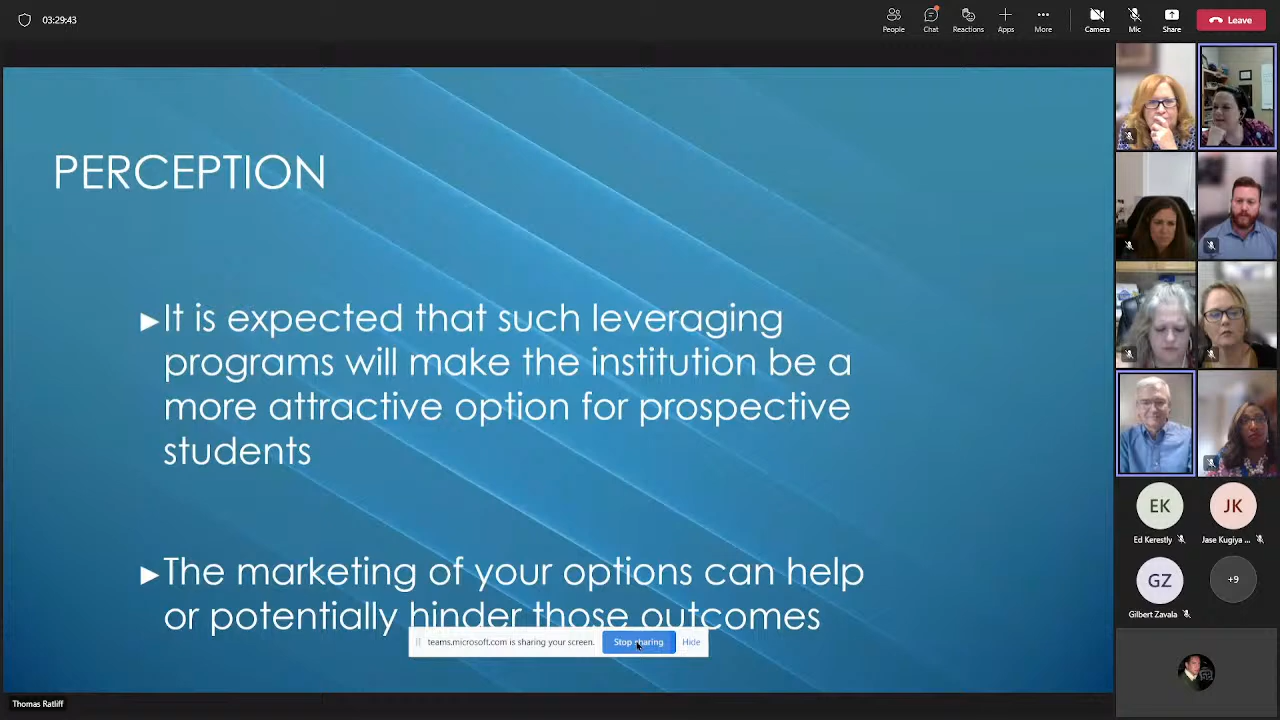 03:29:43
People
Chat
Reactions
Apps
More
Camera
Mic
Share
Leave
PERCEPTION
►It is expected that such leveraging
programs will make the institution be a
more attractive option for prospective
students
►The marketing of your options can help
or potentially hinder those outcomes
teams.microsoft.com is sharing your screen.
Stop sharing
Hide
Thomas Ratliff
EK
Ed Kerestly
JK
Jase Kugiya ...
GZ
Gilbert Zavala
+9